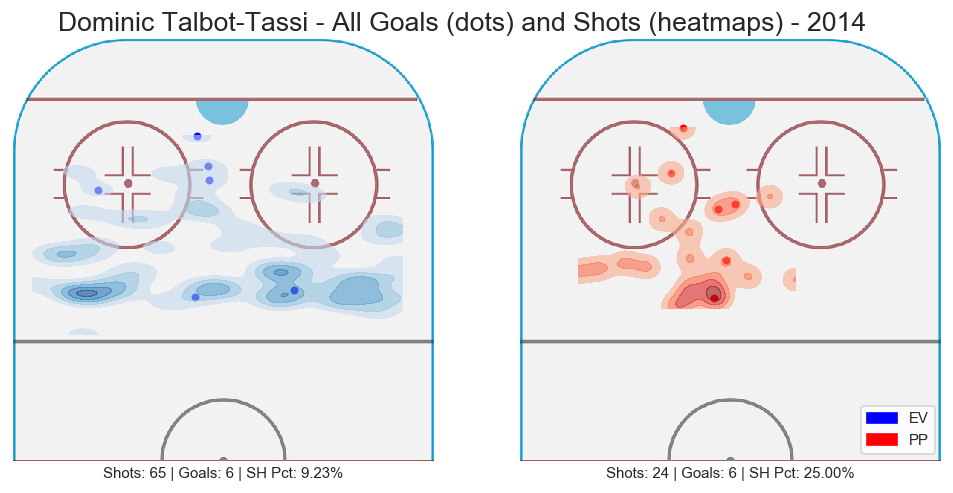 Dominic Talbot-Tassi - All Goals (dots) and Shots (heatmaps) - 2014
EV
PP
Shots: 65 | Goals: 6 | SH Pct: 9.23%
Shots: 24 | Goals: 6 | SH Pct: 25.00%